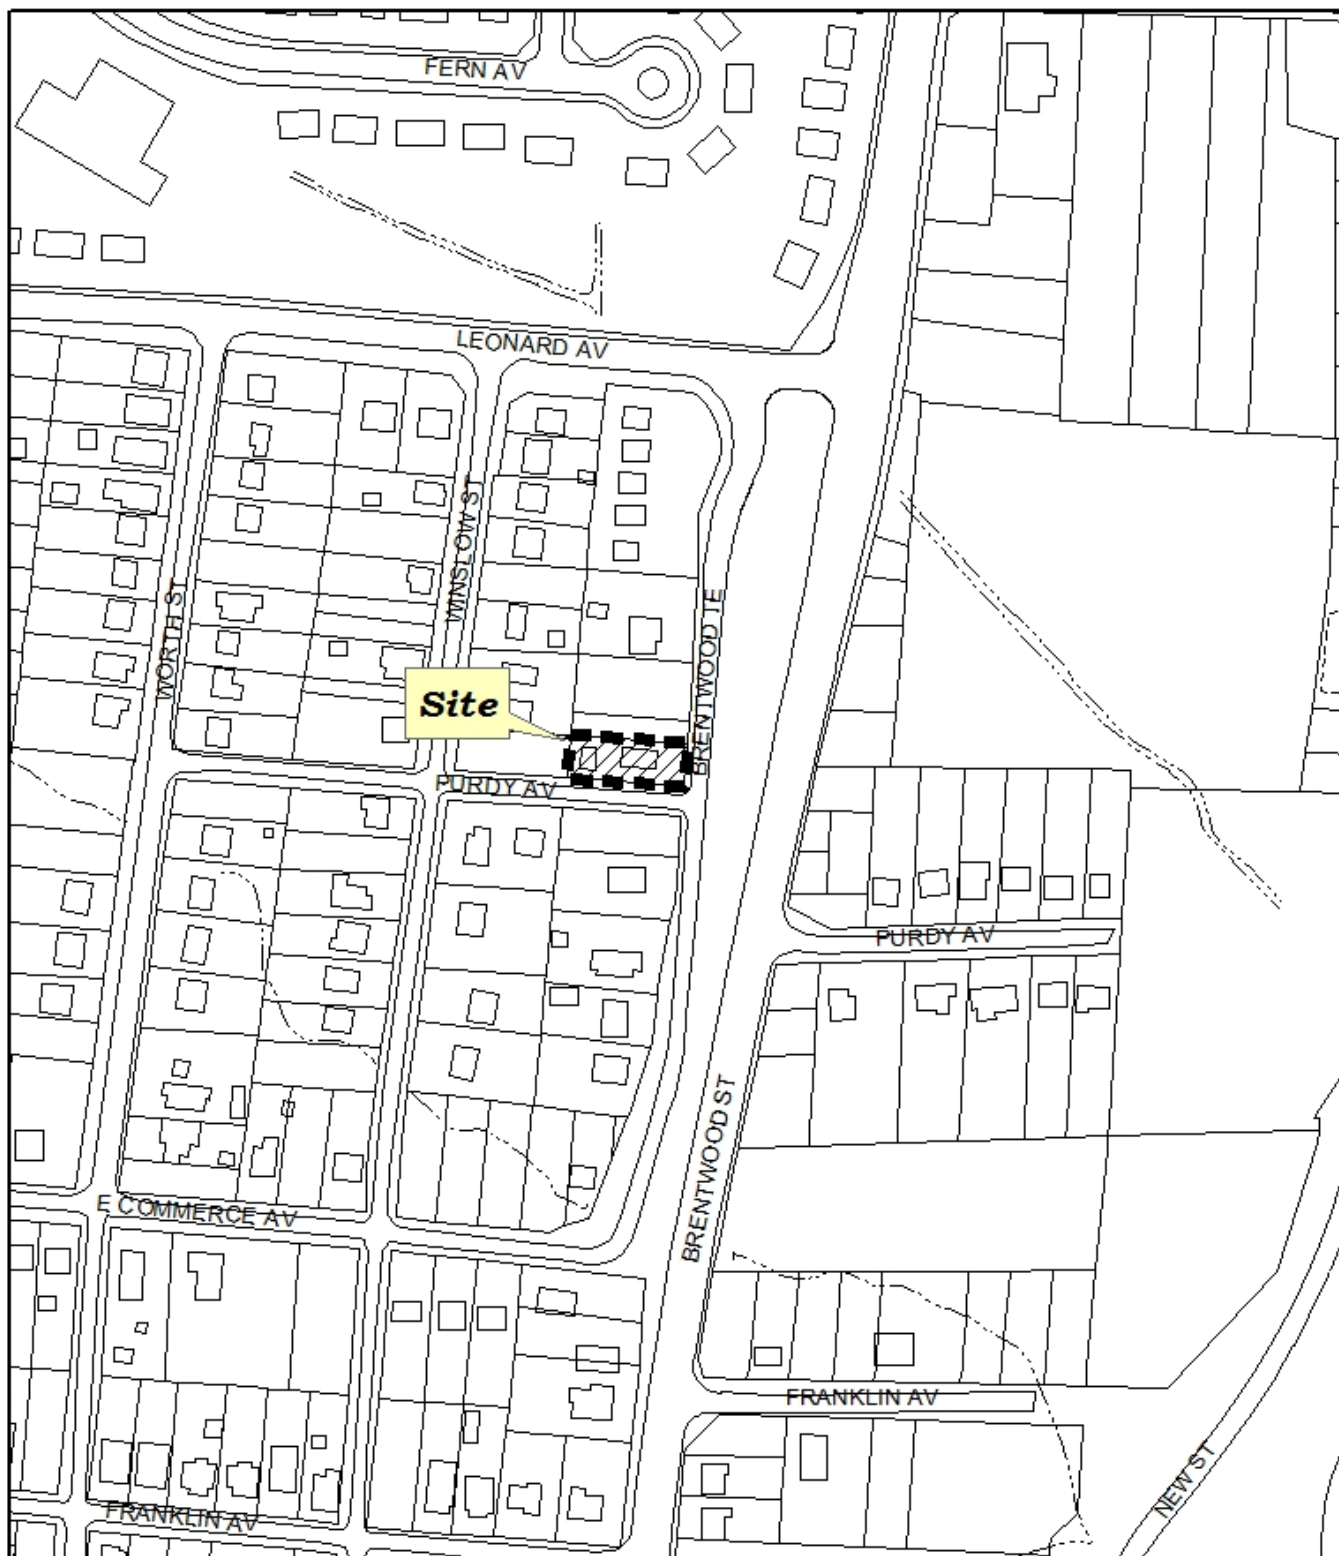 FERN AV
LEONARD AV
WINSLOW ST
WORTH ST
BRENTWOOD TE
Site
PURDY AV
PURDY AV
BRENTWOOD ST
E COMMERCE AV
FRANKLIN AV
NEW ST
FRANKLIN AV